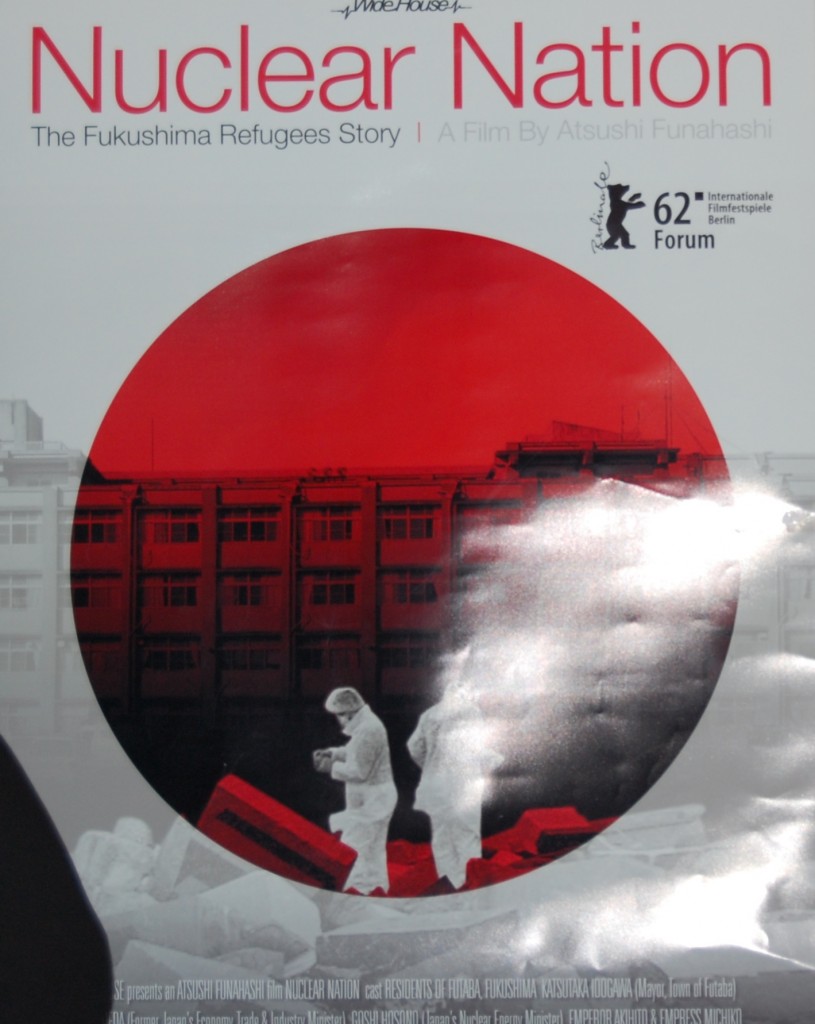 Wide House
Nuclear Nation
The Fukushima Refugees Story | A Film By Atsushi Funahashi
Berlinale
62 Internationale
Filmfestspiele
Berlin
Forum
SE presents an ATSUSHI FUNAHASHI film NUCLEAR NATION cast RESIDENTS OF FUTABA, FUKUSHIMA KATSUTAKA IDOGAWA (Mayor, Town of Futaba)
DA (Former Japan's Economy Trade & Industry Minister) GOSHI HOSONO (Japan's Nuclear Energy Minister) EMPEROR AKIHITO & EMPRESS MICHIKO